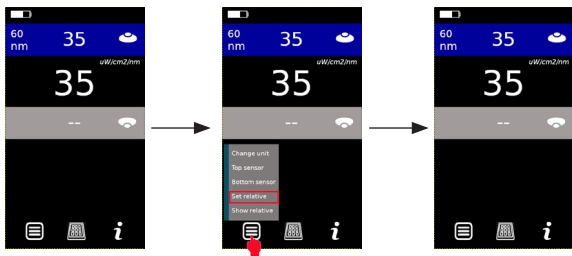 60
nm
35
uW/cm2/nm
35
--
i
60
nm
35
uW/cm2/nm
35
--
Change unit
Top sensor
Bottom sensor
Set relative
Show relative
i
60
nm
35
uW/cm2/nm
35
--
i